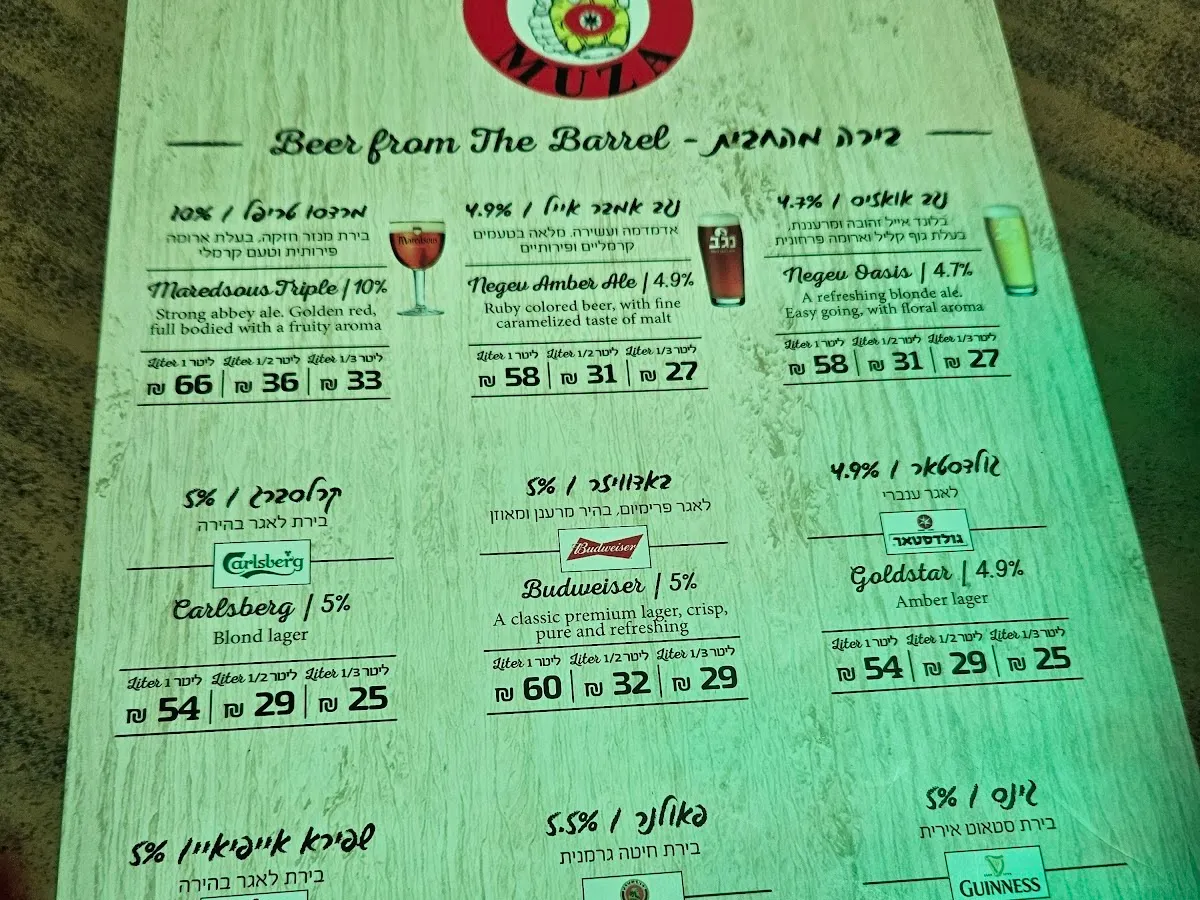 MUZA
Beer from The Barrel - בירה מהחבית
מרדסו טריפל / 10%
בירת מנזר חזקה, בעלת ארומה
פירותית וטעם קרמלי
Maredsous
Maredsous Triple | 10%
Strong abbey ale. Golden red,
full bodied with a fruity aroma
Liter 1 ליטר Liter 1/2 ליטר Liter 1/3 ליטר
₪ 66 | ₪ 36 | ₪ 33
נגב אמבר אייל / 4.9%
אדמדמה ועשירה, מלאה בטעמים
קרמליים ופירותיים
נגב
Negev Amber Ale | 4.9%
Ruby colored beer, with fine
caramelized taste of malt
Liter 1 ליטר Liter 1/2 ליטר Liter 1/3 ליטר
₪ 58 | ₪ 31 | ₪ 27
נגב אואזיס / 4.7%
בלונד אייל זהובה ומרעננת,
בעלת גוף קליל וארומה פרחונית
Negev Oasis | 4.7%
A refreshing blonde ale.
Easy going, with floral aroma
Liter 1 ליטר Liter 1/2 ליטר Liter 1/3 ליטר
₪ 58 | ₪ 31 | ₪ 27
קרלסברג / 5%
בירת לאגר בהירה
Carlsberg
Carlsberg | 5%
Blond lager
Liter 1 ליטר Liter 1/2 ליטר Liter 1/3 ליטר
₪ 54 | ₪ 29 | ₪ 25
באדווייזר / 5%
לאגר פרימיום, בהיר מרענן ומאוזן
Budweiser
Budweiser | 5%
A classic premium lager, crisp,
pure and refreshing
Liter 1 ליטר Liter 1/2 ליטר Liter 1/3 ליטר
₪ 60 | ₪ 32 | ₪ 29
גולדסטאר / 4.9%
לאגר ענברי
גולדסטאר
Goldstar | 4.9%
Amber lager
Liter 1 ליטר Liter 1/2 ליטר Liter 1/3 ליטר
₪ 54 | ₪ 29 | ₪ 25
שפירא אייפיאיי / 5%
בירת לאגר בהירה
פאולנר / 5.5%
בירת חיטה גרמנית
גינס / 5%
בירת סטאוט אירית
GUINNESS